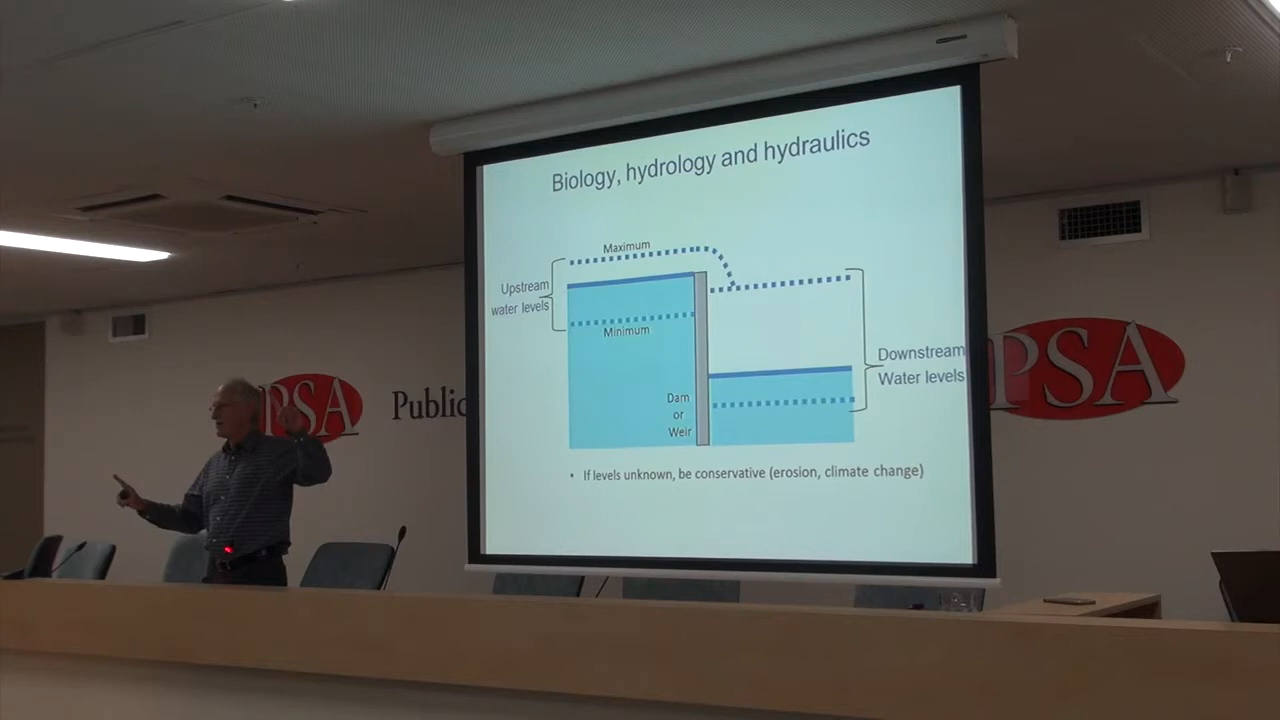 Biology, hydrology and hydraulics
Maximum
Upstream
water levels
Minimum
Downstream
Water levels
Dam
or
Weir
• If levels unknown, be conservative (erosion, climate change)
PSA
Public
PSA